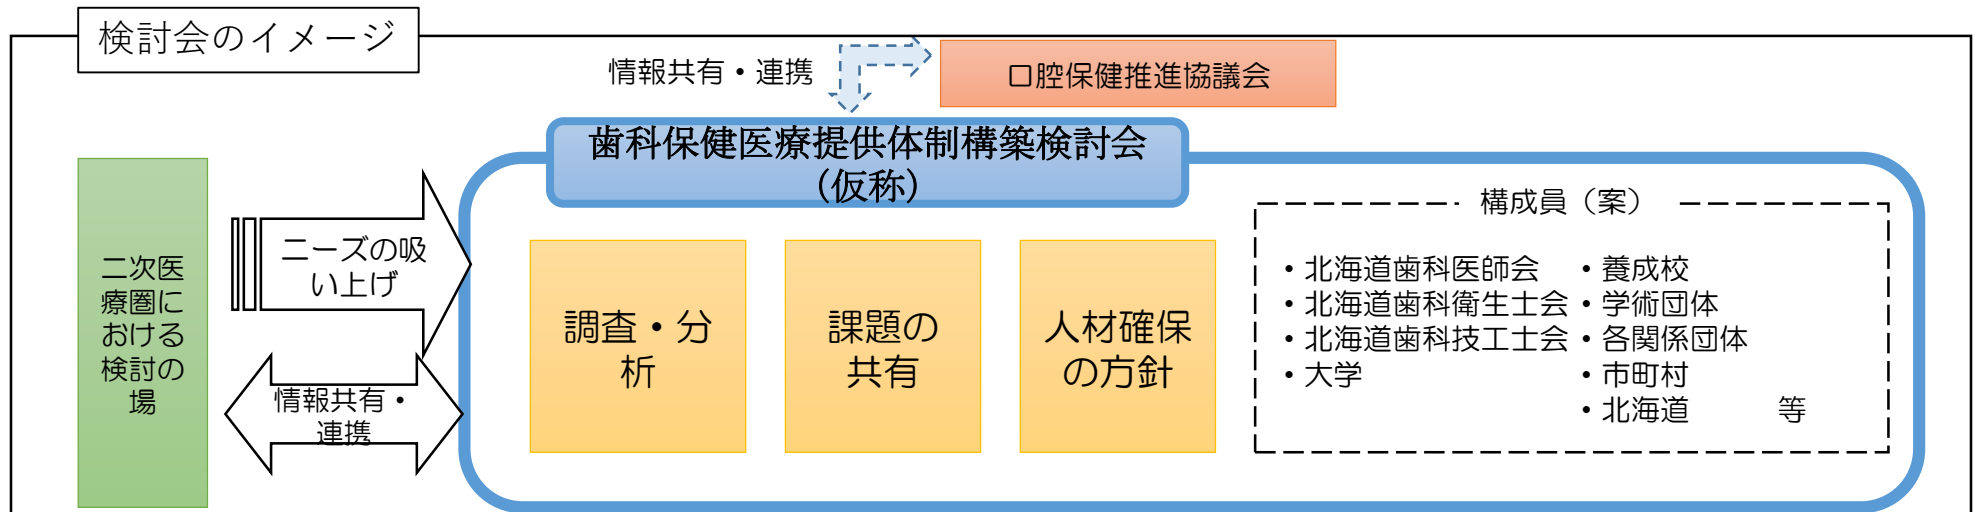 検討会のイメージ
情報共有・連携
口腔保健推進協議会
歯科保健医療提供体制構築検討会
(仮称)
二次医
療圏に
おける
検討の
場
ニーズの吸
い上げ
情報共有・
連携
調査・分
析
課題の
共有
人材確保
の方針
構成員（案）
・北海道歯科医師会
・北海道歯科衛生士会
・北海道歯科技工士会
・大学
・養成校
・学術団体
・各関係団体
・市町村
・北海道　　　等